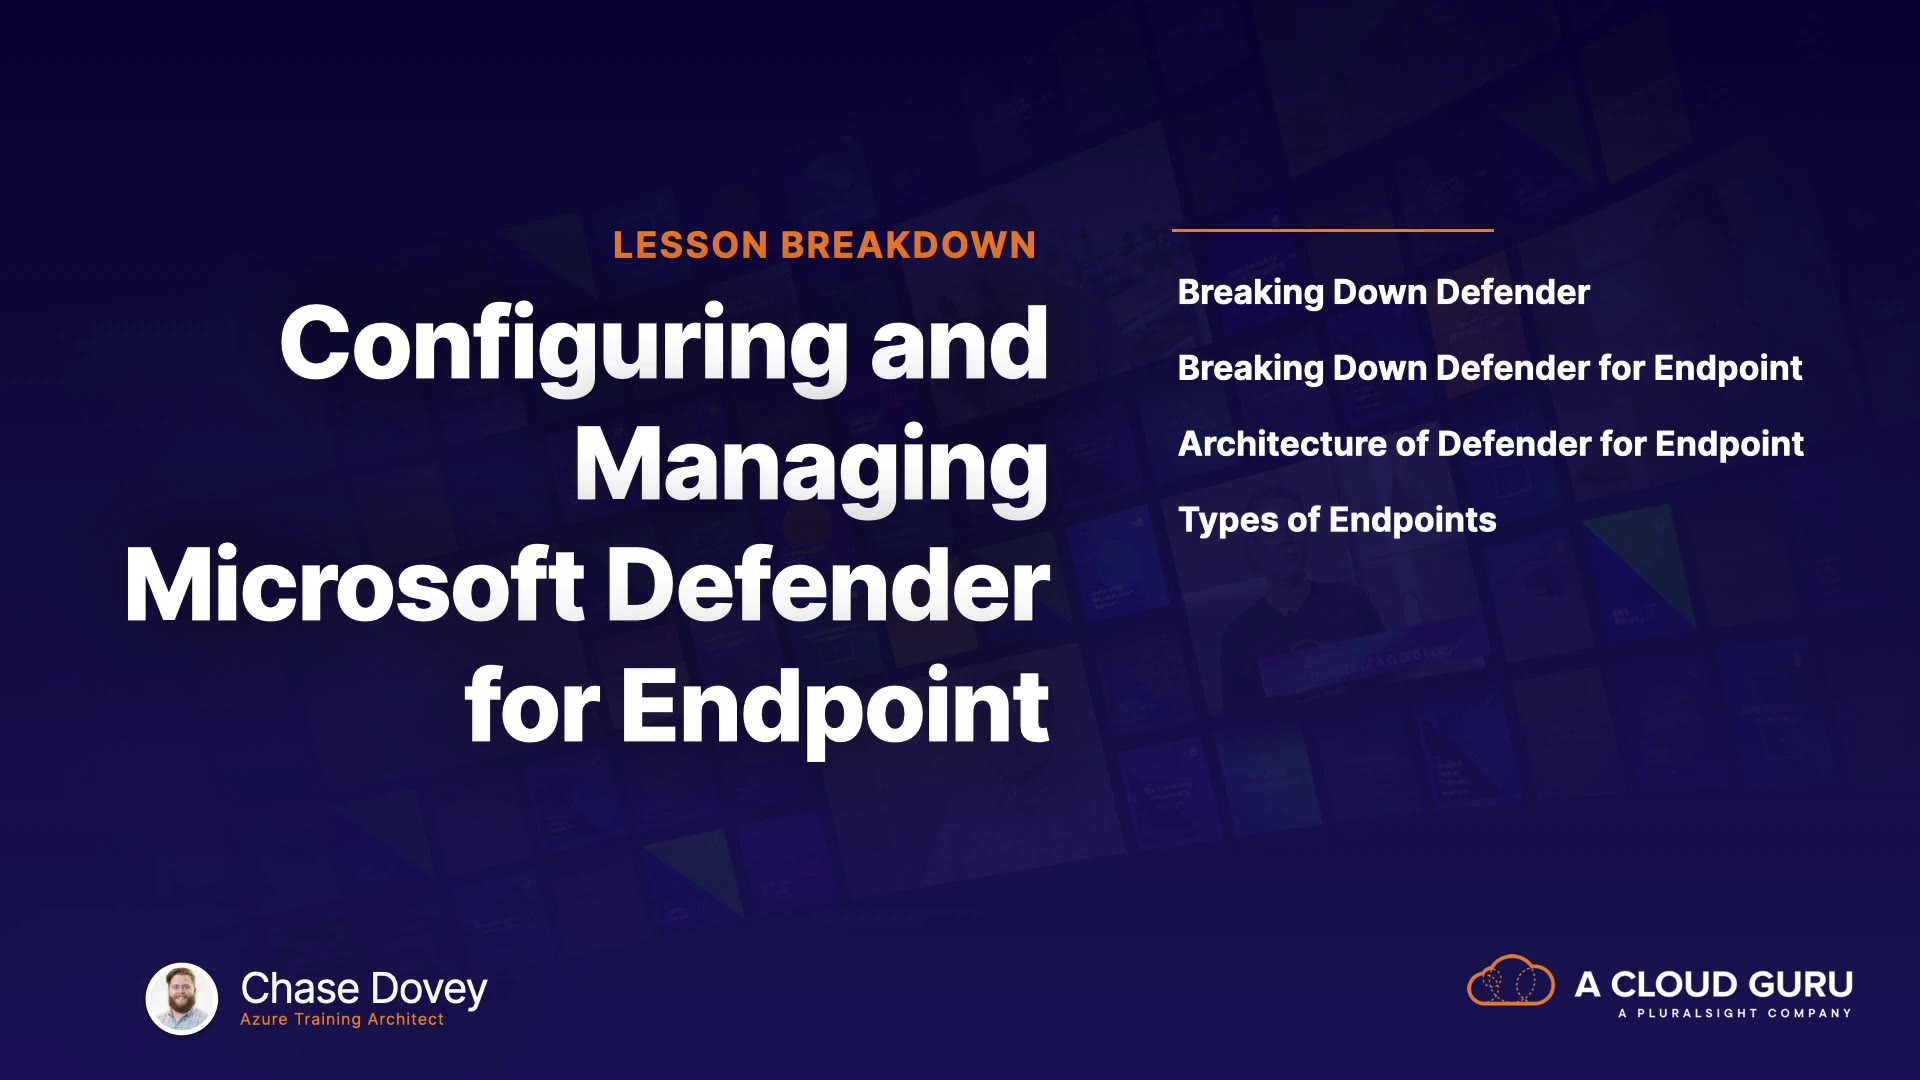 LESSON BREAKDOWN
Configuring and
Managing
Microsoft Defender
for Endpoint
Breaking Down Defender
Breaking Down Defender for Endpoint
Architecture of Defender for Endpoint
Types of Endpoints
Chase Dovey
Azure Training Architect
A CLOUD GURU
A PLURALSIGHT COMPANY